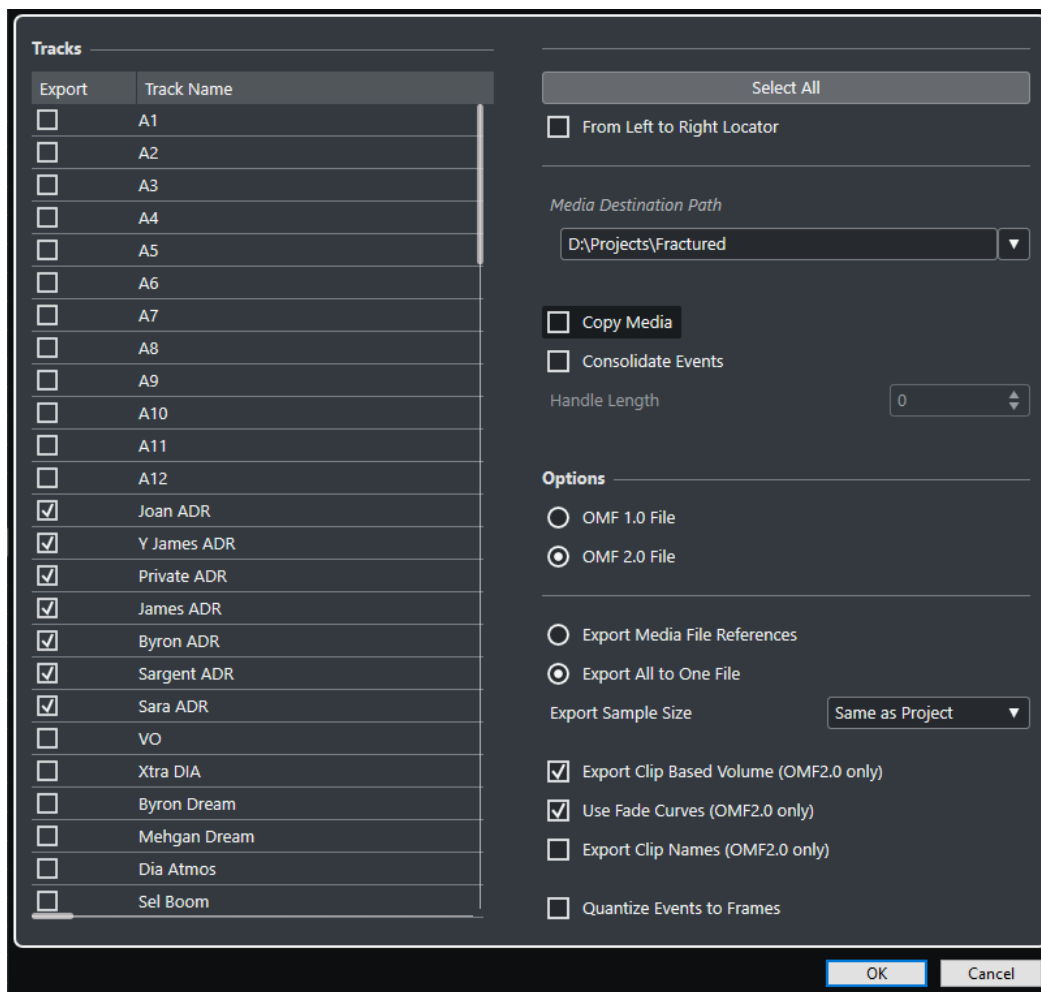 Tracks
Export Track Name
A1
A2
A3
A4
A5
A6
A7
A8
A9
A10
A11
A12
Joan ADR
Y James ADR
Private ADR
James ADR
Byron ADR
Sargent ADR
Sara ADR
VO
Xtra DIA
Byron Dream
Mehgan Dream
Dia Atmos
Sel Boom
Select All
From Left to Right Locator
Media Destination Path
D:\Projects\Fractured
Copy Media
Consolidate Events
Handle Length 0
Options
OMF 1.0 File
OMF 2.0 File
Export Media File References
Export All to One File
Export Sample Size Same as Project
Export Clip Based Volume (OMF2.0 only)
Use Fade Curves (OMF2.0 only)
Export Clip Names (OMF2.0 only)
Quantize Events to Frames
OK Cancel